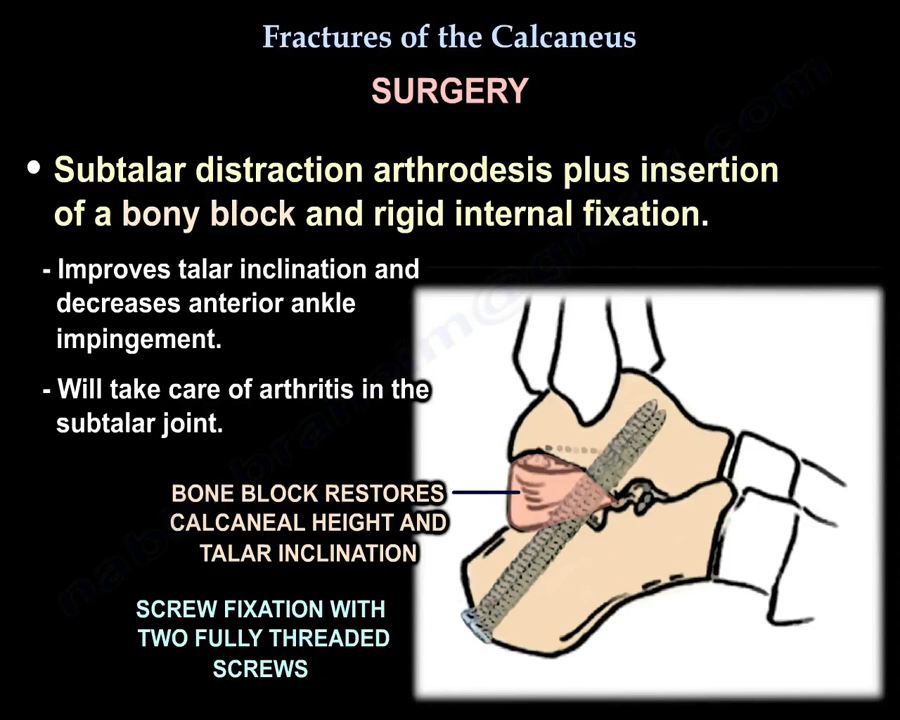 Fractures of the Calcaneus
SURGERY
• Subtalar distraction arthrodesis plus insertion
of a bony block and rigid internal fixation.
- Improves talar inclination and
decreases anterior ankle
impingement.
- Will take care of arthritis in the
subtalar joint.
BONE BLOCK RESTORES
CALCANEAL HEIGHT AND
TALAR INCLINATION
SCREW FIXATION WITH
TWO FULLY THREADED
SCREWS